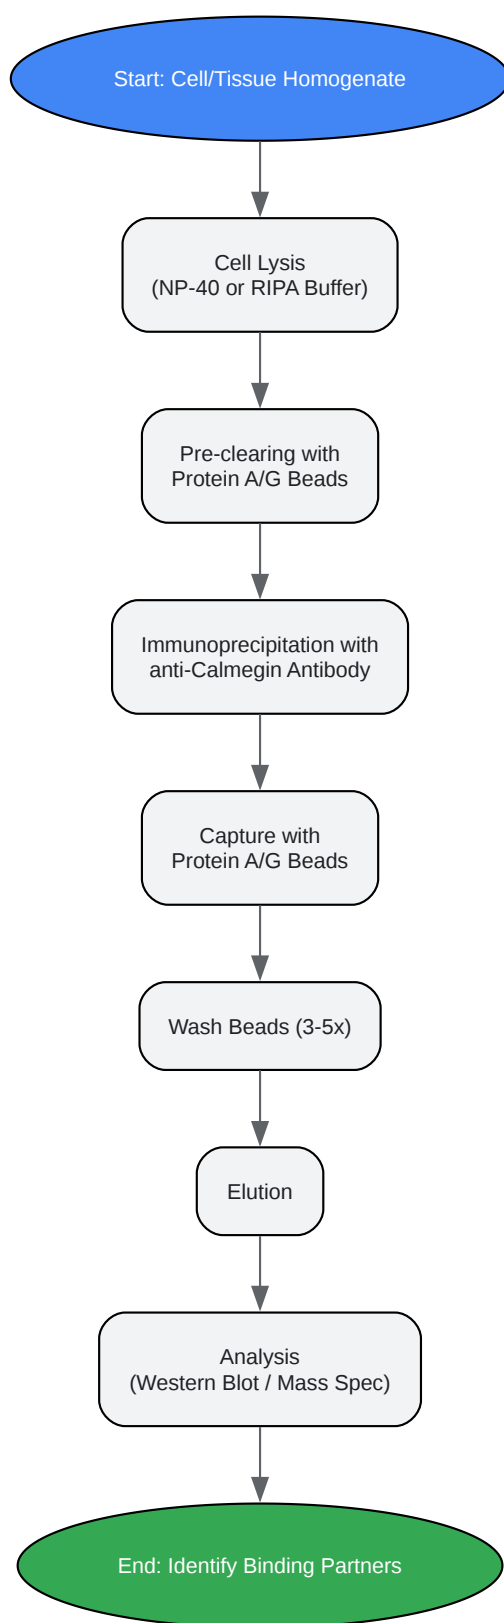 Start: Cell/Tissue Homogenate
Cell Lysis
(NP-40 or RIPA Buffer)
Pre-clearing with
Protein A/G Beads
Immunoprecipitation with
anti-Calmegin Antibody
Capture with
Protein A/G Beads
Wash Beads (3-5x)
Elution
Analysis
(Western Blot / Mass Spec)
End: Identify Binding Partners